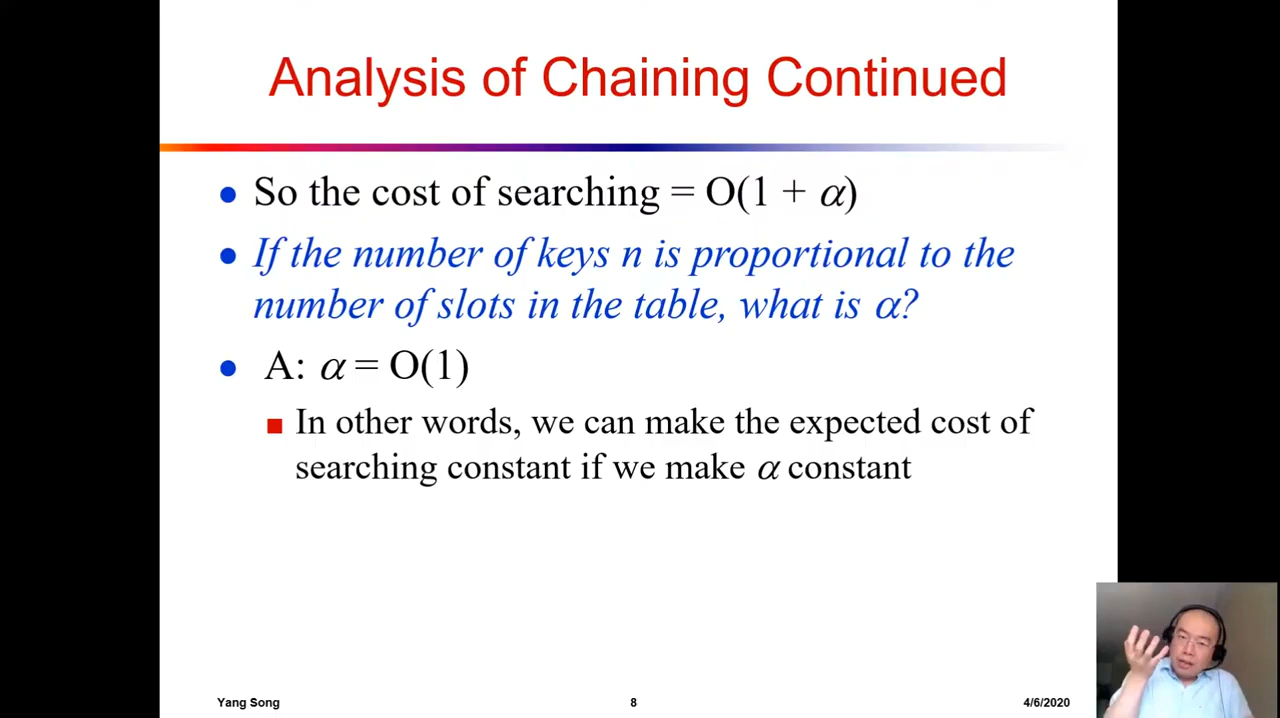 Analysis of Chaining Continued
So the cost of searching = O(1 + α)
If the number of keys n is proportional to the
number of slots in the table, what is α?
A: α = O(1)
In other words, we can make the expected cost of
searching constant if we make α constant
Yang Song
8
4/6/2020